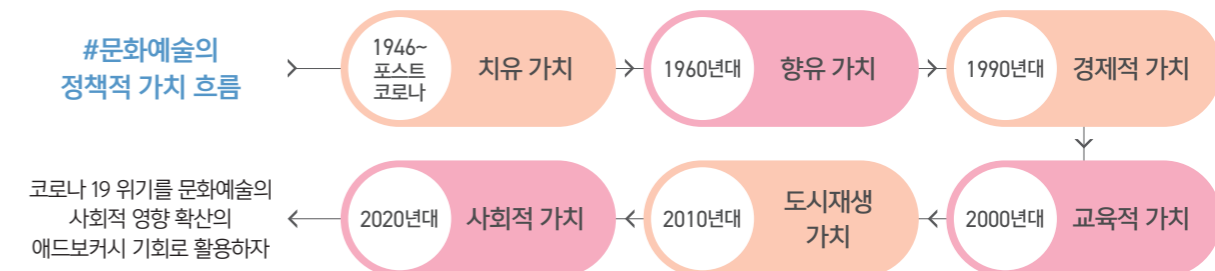 #문화예술의
정책적 가치 흐름
1946~
포스트
코로나
치유 가치
1960년대
향유 가치
1990년대
경제적 가치
2000년대
교육적 가치
2010년대
도시재생
가치
2020년대
사회적 가치
코로나 19 위기를 문화예술의
사회적 영향 확산의
애드보커시 기회로 활용하자